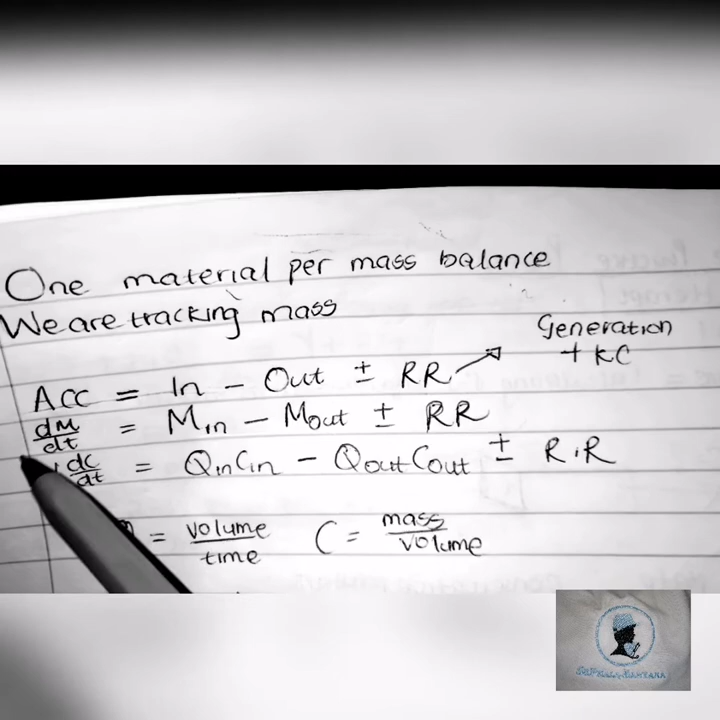 One material per mass balance
We are tracking mass
Generation
+ KC
Acc = In - Out ± RR
dM/dt = Min - Mout ± RR
dC/dt = QinCin - QoutCout ± R.R
= volume/time C = mass/volume